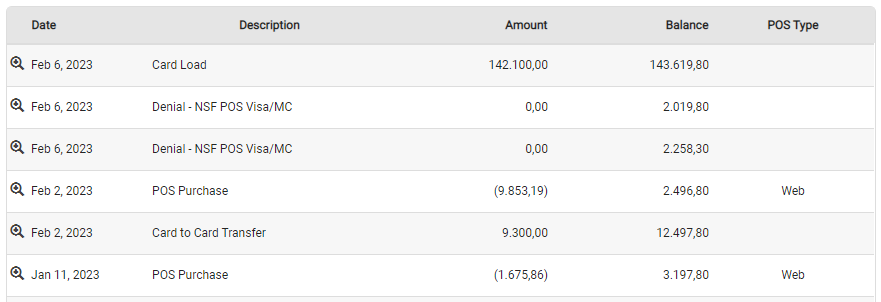 Date Description Amount Balance POS Type
Feb 6, 2023 Card Load 142.100,00 143.619,80
Feb 6, 2023 Denial - NSF POS Visa/MC 0,00 2.019,80
Feb 6, 2023 Denial - NSF POS Visa/MC 0,00 2.258,30
Feb 2, 2023 POS Purchase (9.853,19) 2.496,80 Web
Feb 2, 2023 Card to Card Transfer 9.300,00 12.497,80
Jan 11, 2023 POS Purchase (1.675,86) 3.197,80 Web